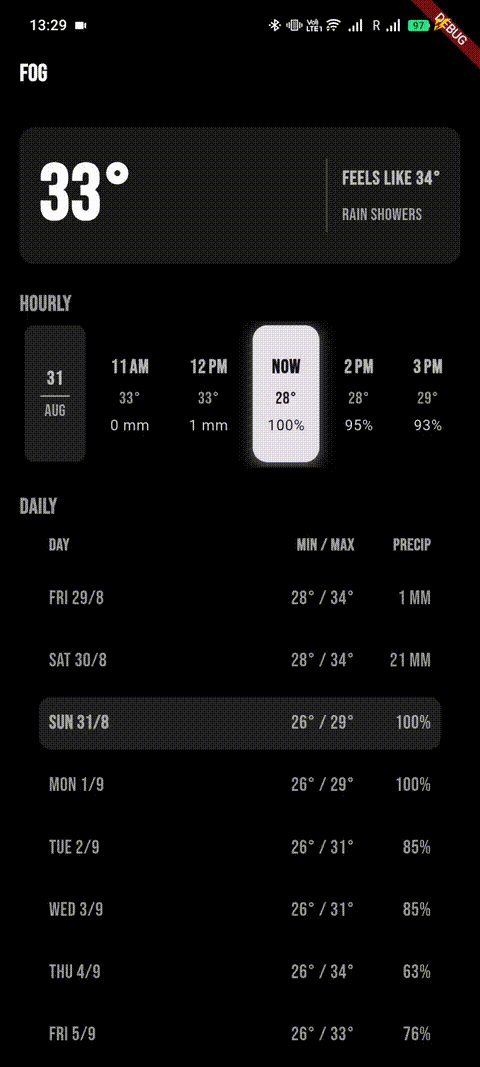 13:29 Vo) LTE1 R 97
DEBUG
FOG
33°
FEELS LIKE 34°
RAIN SHOWERS
HOURLY
31
AUG
11 AM 12 PM NOW 2 PM 3 PM
33° 33° 28° 28° 29°
0 mm 1 mm 100% 95% 93%
DAILY
DAY MIN / MAX PRECIP
FRI 29/8 28° / 34° 1 MM
SAT 30/8 28° / 34° 21 MM
SUN 31/8 26° / 29° 100%
MON 1/9 26° / 29° 100%
TUE 2/9 26° / 31° 85%
WED 3/9 26° / 31° 85%
THU 4/9 26° / 34° 63%
FRI 5/9 26° / 33° 76%